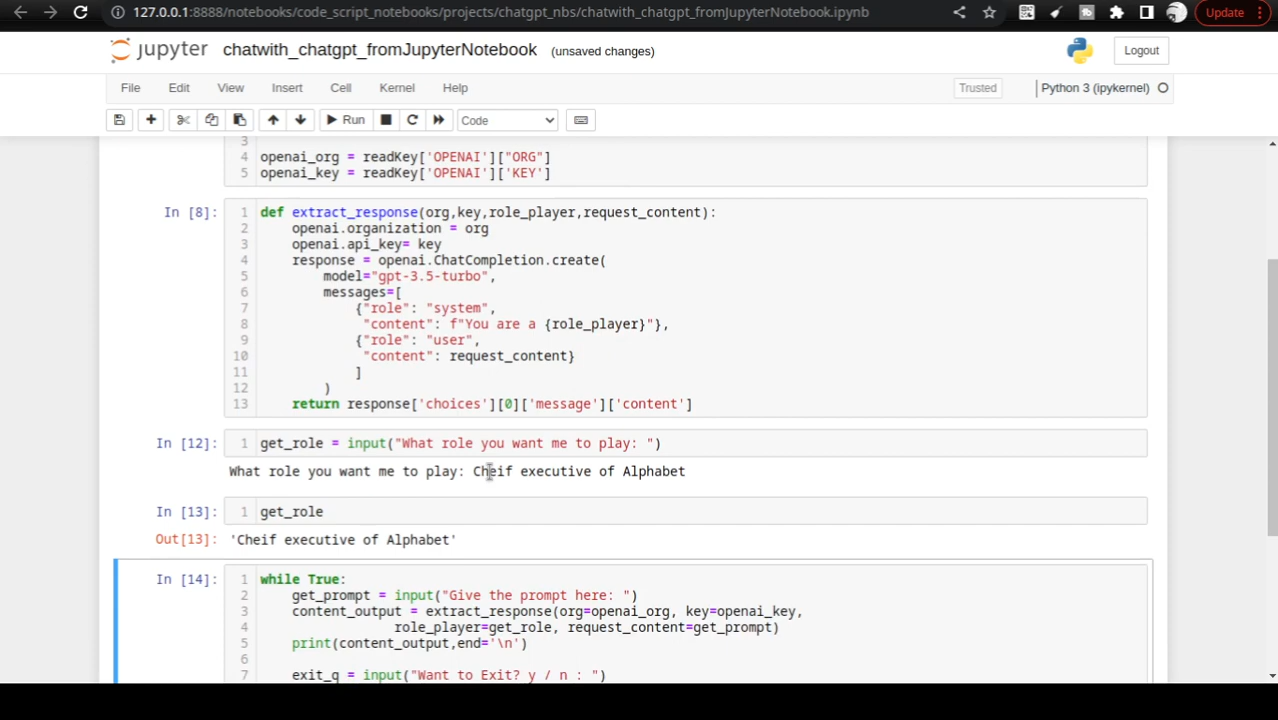 127.0.0.1:8888/notebooks/code_script_notebooks/projects/chatgpt_nbs/chatwith_chatgpt_fromJupyterNotebook.ipynb Update
jupyter chatwith_chatgpt_fromJupyterNotebook (unsaved changes) Logout
File Edit View Insert Cell Kernel Help Trusted Python 3 (ipykernel)
Run Code
3
4 openai_org = readKey['OPENAI']["ORG"]
5 openai_key = readKey['OPENAI']['KEY']
In [8]: 1 def extract_response(org,key,role_player,request_content):
2 openai.organization = org
3 openai.api_key= key
4 response = openai.ChatCompletion.create(
5 model="gpt-3.5-turbo",
6 messages=[
7 {"role": "system",
8 "content": f"You are a {role_player}"},
9 {"role": "user",
10 "content": request_content}
11 ]
12 )
13 return response['choices'][0]['message']['content']
In [12]: 1 get_role = input("What role you want me to play: ")
What role you want me to play: Cheif executive of Alphabet
In [13]: 1 get_role
Out[13]: 'Cheif executive of Alphabet'
In [14]: 1 while True:
2 get_prompt = input("Give the prompt here: ")
3 content_output = extract_response(org=openai_org, key=openai_key,
4 role_player=get_role, request_content=get_prompt)
5 print(content_output,end='\n')
6
7 exit_q = input("Want to Exit? y / n : ")